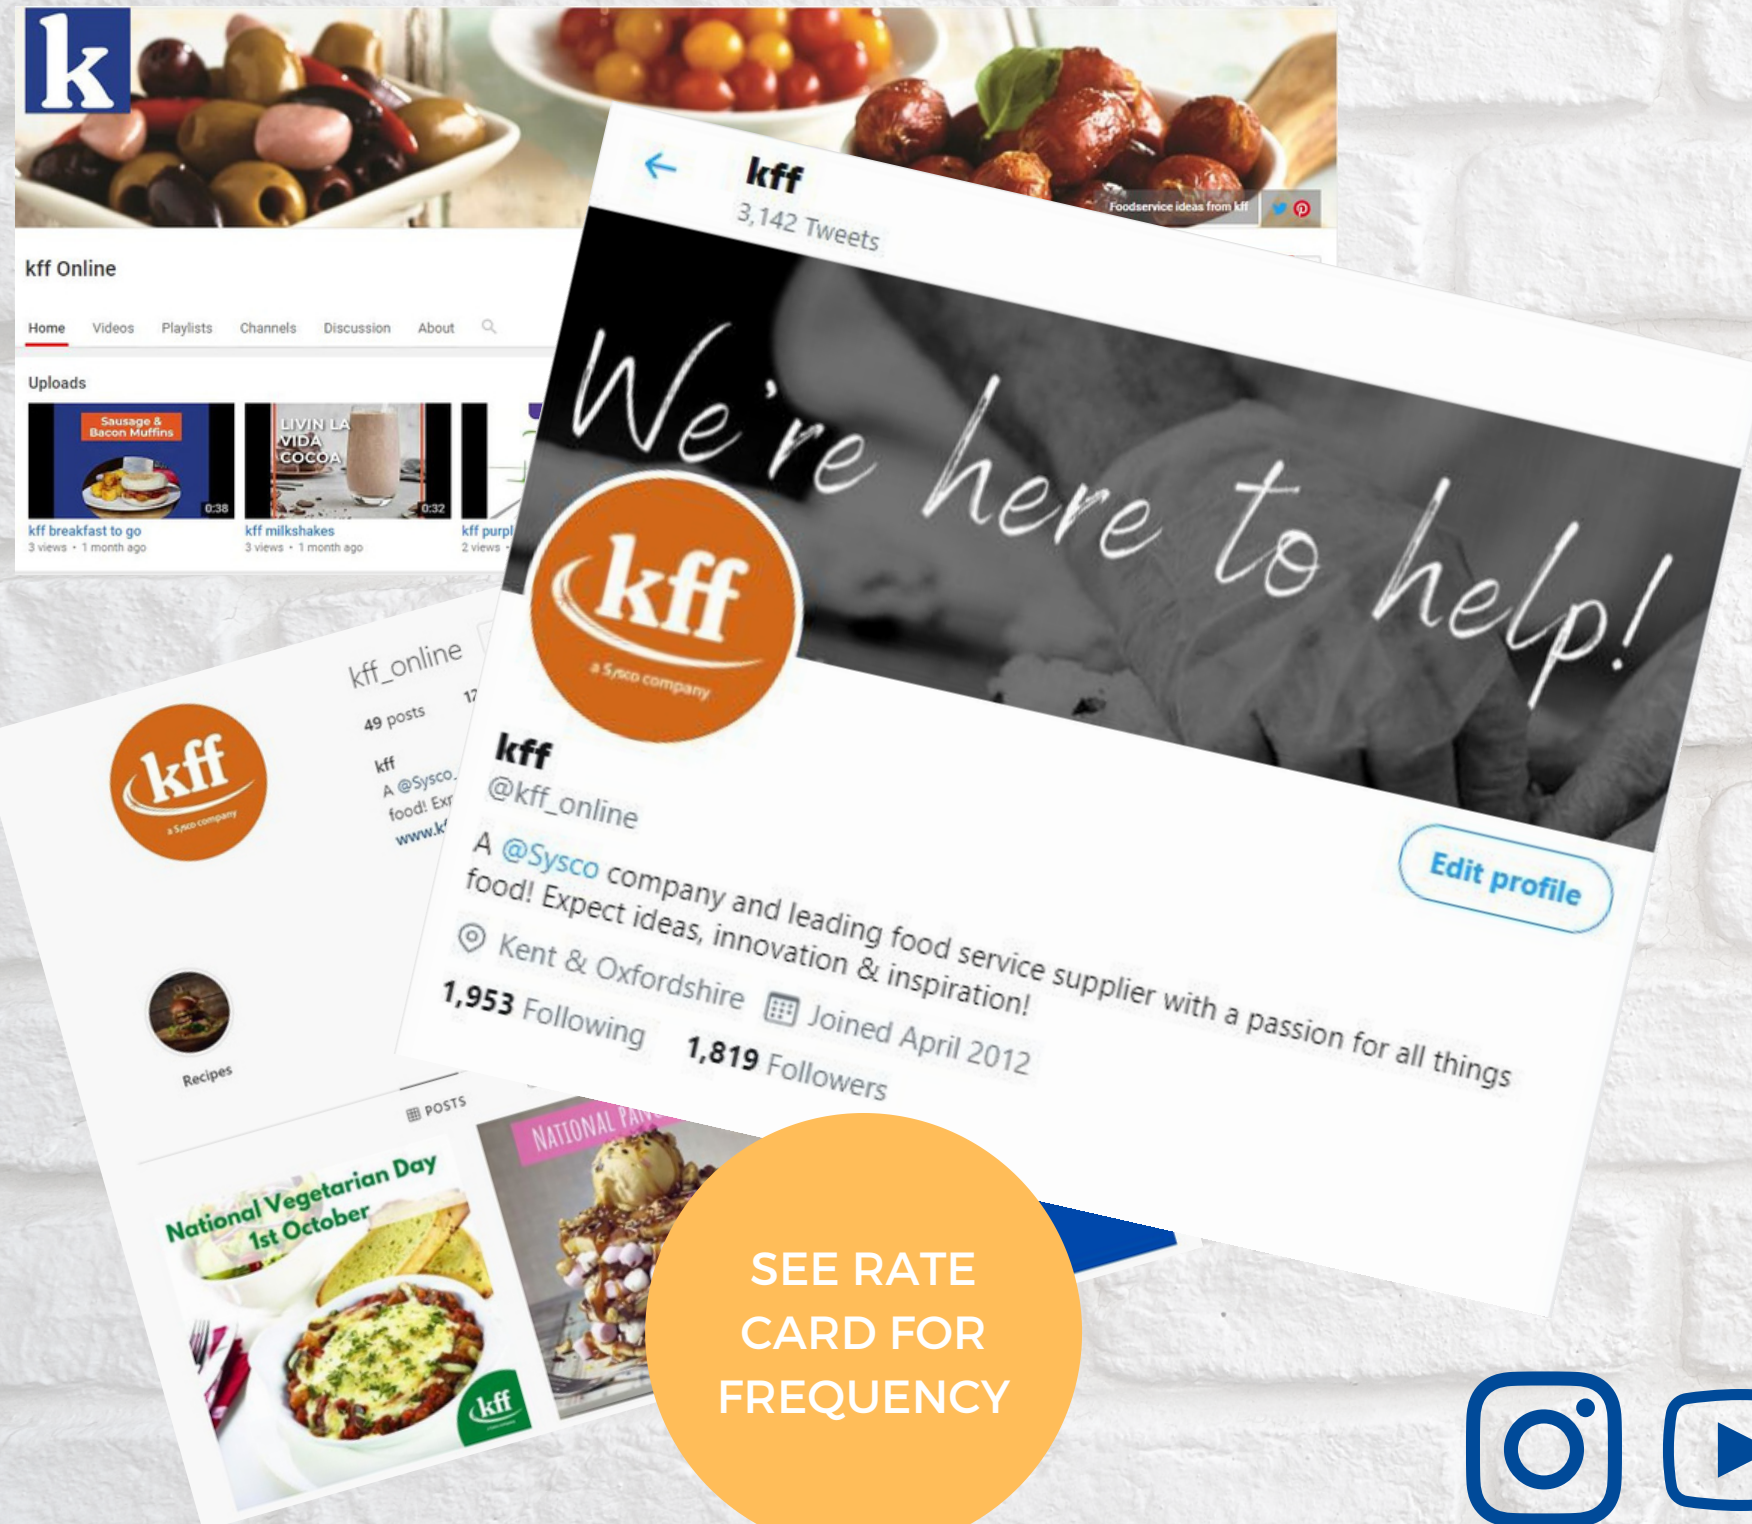 k
Foodservice ideas from kff
kff Online
Home Videos Playlists Channels Discussion About
Uploads
Sausage &
Bacon Muffins
0:38
kff breakfast to go
3 views • 1 month ago
LIVIN LA
VIDA
COCOA
0:32
kff milkshakes
3 views • 1 month ago
kff
2 views •
kff
3,142 Tweets
We're here to help!
kff
a Sysco company
kff
@kff_online
Edit profile
A @Sysco company and leading food service supplier with a passion for all things
food! Expect ideas, innovation & inspiration!
Kent & Oxfordshire Joined April 2012
1,953 Following 1,819 Followers
kff_online
49 posts
kff
a Sysco company
kff
A @Sysco_
food!
Recipes
POSTS
National Vegetarian Day
1st October
kff
NATIONAL
SEE RATE
CARD FOR
FREQUENCY